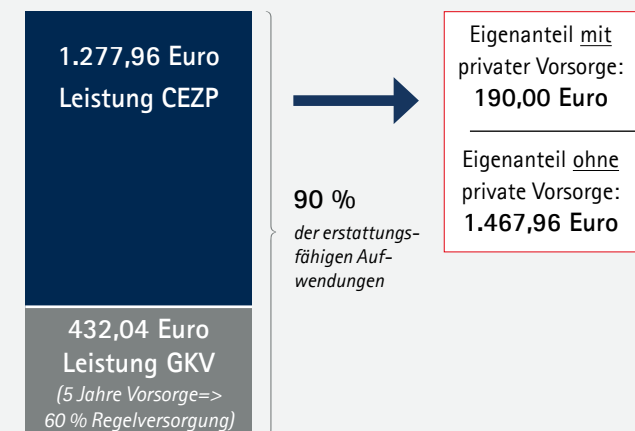 1.277,96 Euro
Leistung CEZP
432,04 Euro
Leistung GKV
(5 Jahre Vorsorge=>
60 % Regelversorgung)
90 %
der erstattungs-
fähigen Auf-
wendungen
Eigenanteil mit
privater Vorsorge:
190,00 Euro
Eigenanteil ohne
private Vorsorge:
1.467,96 Euro